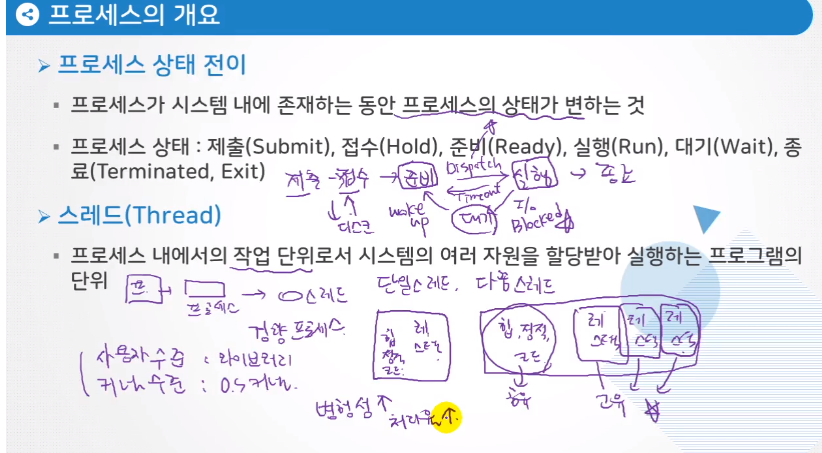 프로세스의 개요
프로세스 상태 전이
프로세스가 시스템 내에 존재하는 동안 프로세스의 상태가 변하는 것
프로세스 상태 : 제출(Submit), 접수(Hold), 준비(Ready), 실행(Run), 대기(Wait), 종
료(Terminated, Exit)
제출 → 접수 → 준비 Dispatch 실행 → 종료
Timeout
디스크 wake up 대기 I/o Blocked
스레드(Thread)
프로세스 내에서의 작업 단위로서 시스템의 여러 자원을 할당받아 실행하는 프로그램의
단위
프. → 프로세스 → 스레드 단일스레드, 다중스레드
경량 프로세스.
힙 정적 코드 레 스택
힙, 정적, 코드 레 스택 레 스택 레 스택
사용자 수준 : 라이브러리
커널 수준 : O.S 커널.
공유 고유
병행성↑ 처리율↑